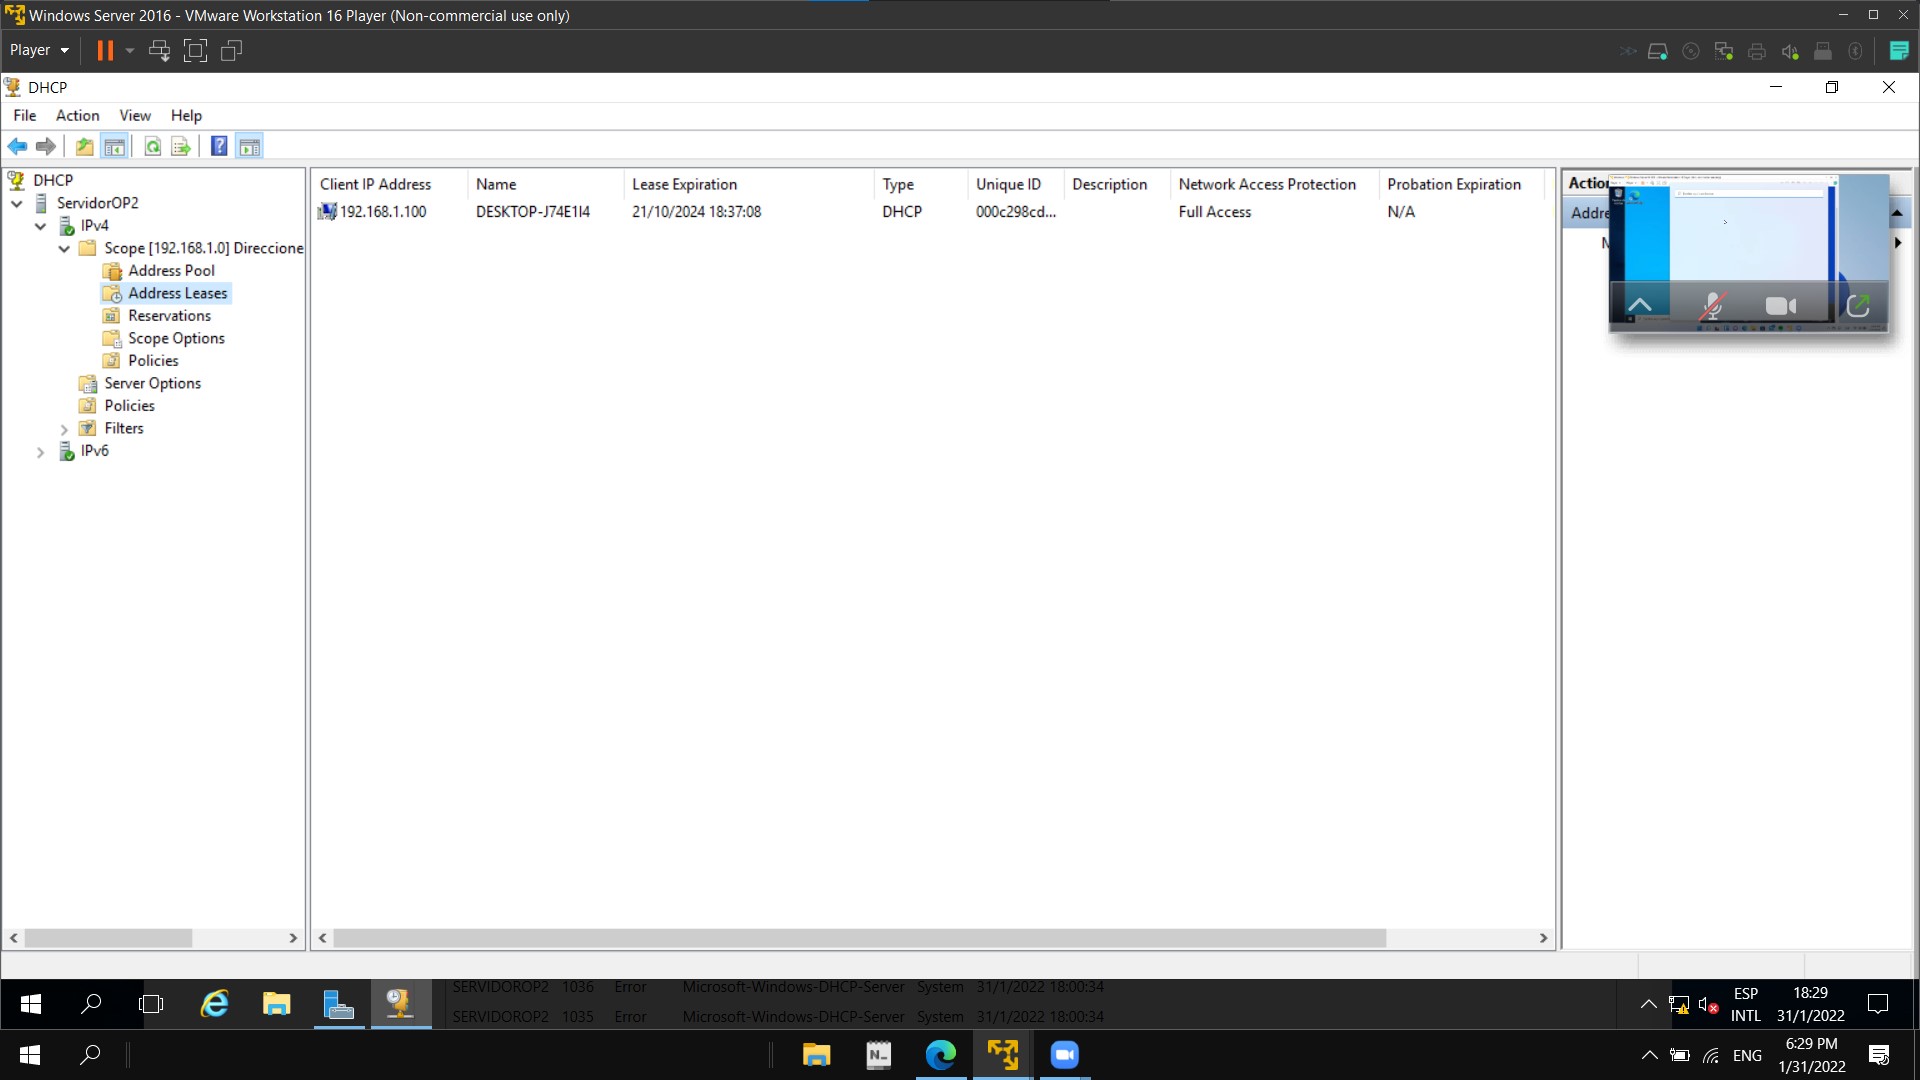 Windows Server 2016 - VMware Workstation 16 Player (Non-commercial use only)
Player
DHCP
File Action View Help
DHCP
ServidorOP2
IPv4
Scope [192.168.1.0] Direccione
Address Pool
Address Leases
Reservations
Scope Options
Policies
Server Options
Policies
Filters
IPv6
Client IP Address Name Lease Expiration Type Unique ID Description Network Access Protection Probation Expiration
192.168.1.100 DESKTOP-J74E1I4 21/10/2024 18:37:08 DHCP 000c298cd... Full Access N/A
Action
Addre
SERVIDOROP2 1036 Error Microsoft-Windows-DHCP-Server System 31/1/2022 18:00:34
SERVIDOROP2 1035 Error Microsoft-Windows-DHCP-Server System 31/1/2022 18:00:34
ESP
INTL
18:29
31/1/2022
N..
ENG
6:29 PM
1/31/2022